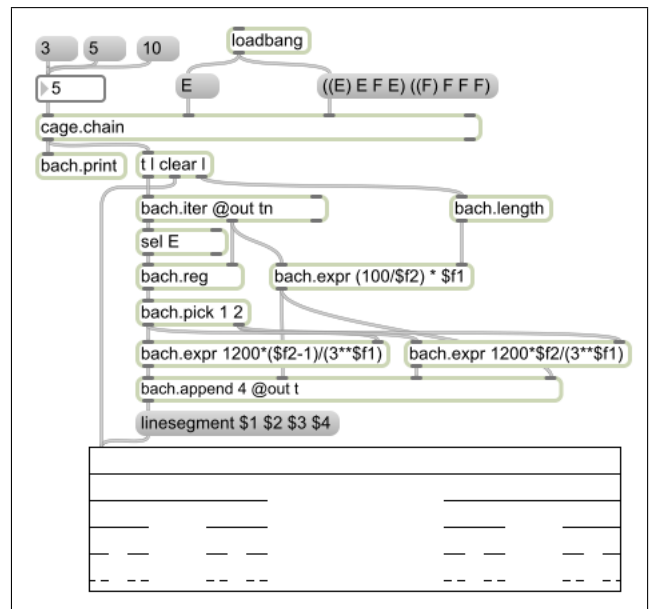 loadbang
3 5 10
5
E
((E) E F E) ((F) F F F)
cage.chain
bach.print
t l clear l
bach.iter @out tn
bach.length
sel E
bach.reg
bach.expr (100/$f2) * $f1
bach.pick 1 2
bach.expr 1200*($f2-1)/(3**$f1)
bach.expr 1200*$f2/(3**$f1)
bach.append 4 @out t
linesegment $1 $2 $3 $4